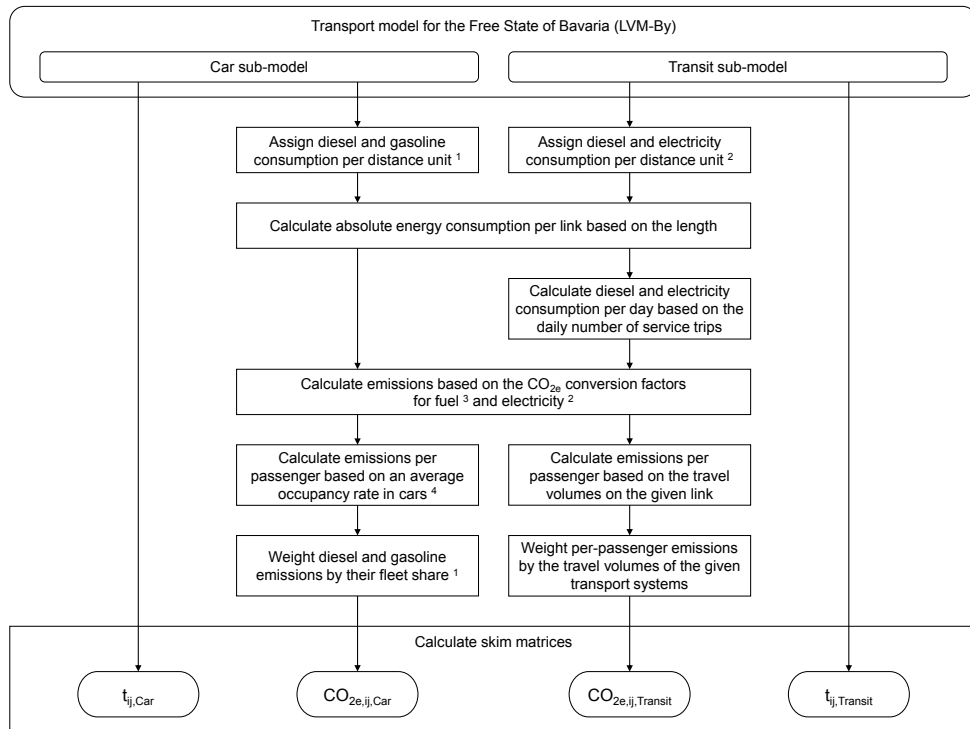 Transport model for the Free State of Bavaria (LVM-By)
Car sub-model
Transit sub-model
Assign diesel and gasoline
consumption per distance unit ¹
Assign diesel and electricity
consumption per distance unit ²
Calculate absolute energy consumption per link based on the length
Calculate diesel and electricity
consumption per day based on the
daily number of service trips
Calculate emissions based on the CO₂ₑ conversion factors
for fuel ³ and electricity ²
Calculate emissions per
passenger based on an average
occupancy rate in cars ⁴
Calculate emissions per
passenger based on the travel
volumes on the given link
Weight diesel and gasoline
emissions by their fleet share ¹
Weight per-passenger emissions
by the travel volumes of the given
transport systems
Calculate skim matrices
t_ij,Car
CO_2e,ij,Car
CO_2e,ij,Transit
t_ij,Transit